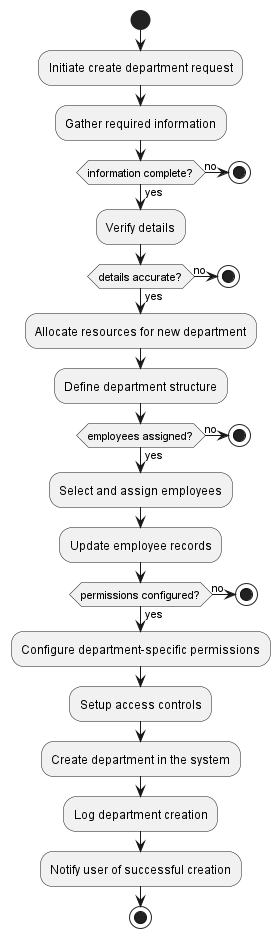 Initiate create department request
Gather required information
information complete?
no
yes
Verify details
details accurate?
no
yes
Allocate resources for new department
Define department structure
employees assigned?
no
yes
Select and assign employees
Update employee records
permissions configured?
no
yes
Configure department-specific permissions
Setup access controls
Create department in the system
Log department creation
Notify user of successful creation